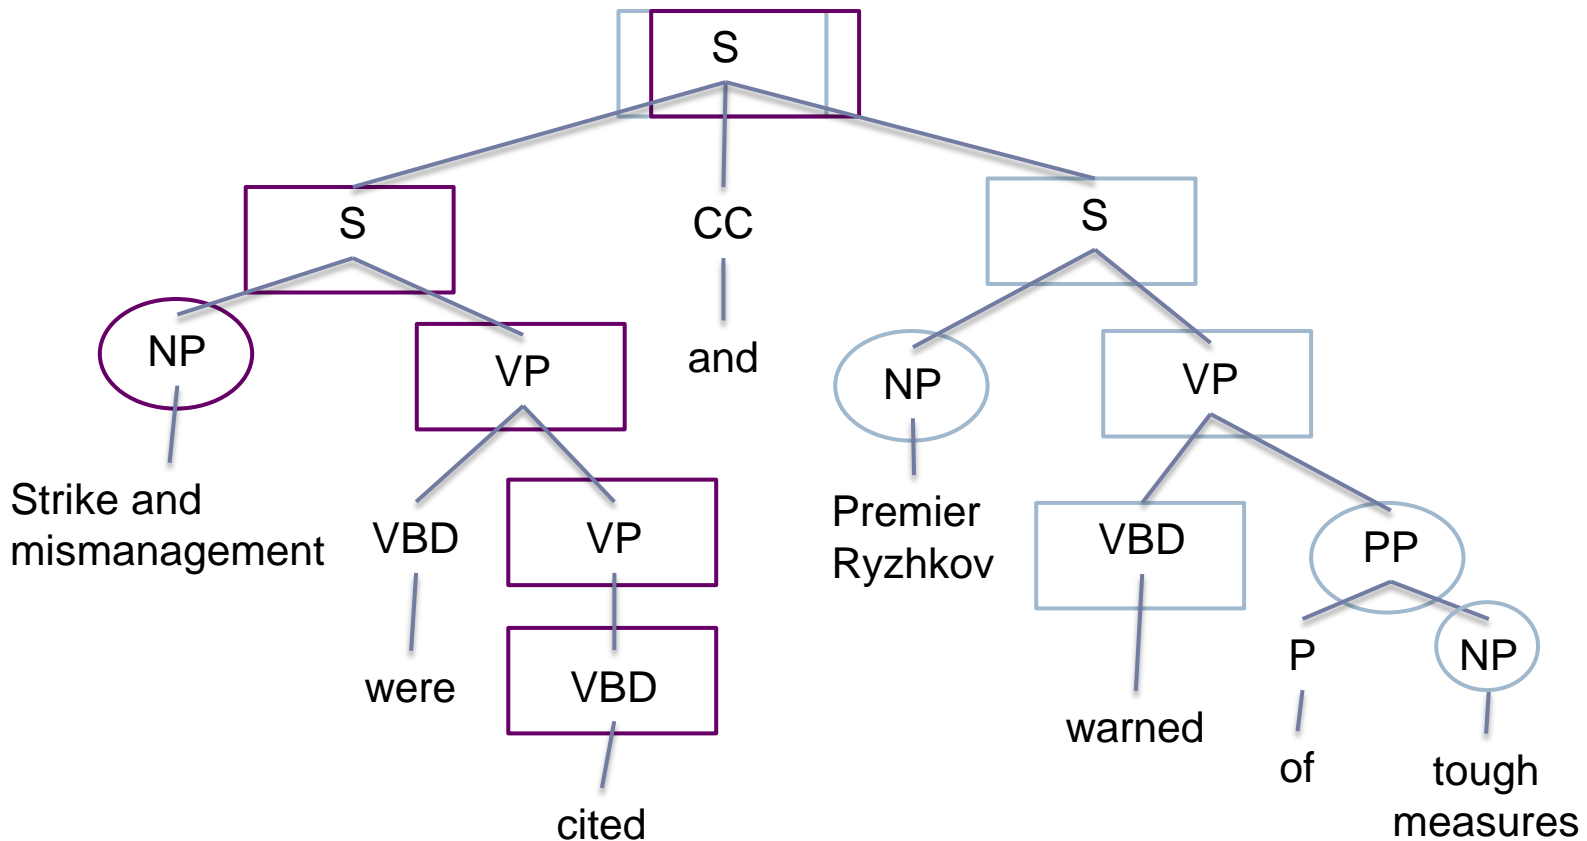 S
S
CC
S
NP
VP
and
NP
VP
Strike and
mismanagement
VBD
VP
Premier
Ryzhkov
VBD
PP
were
VBD
P
NP
warned
cited
of
tough
measures